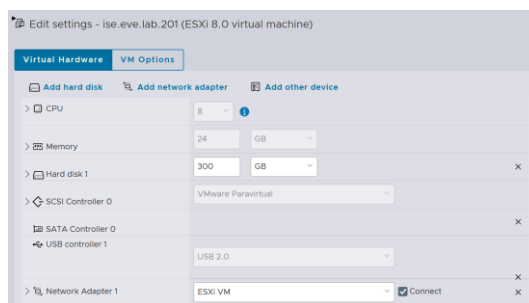 Edit settings - ise.eve.lab.201 (ESXi 8.0 virtual machine)
Virtual Hardware VM Options
Add hard disk Add network adapter Add other device
CPU 8
Memory 24 GB
Hard disk 1 300 GB
SCSI Controller 0 VMware Paravirtual
SATA Controller 0
USB controller 1 USB 2.0
Network Adapter 1 ESXi VM Connect